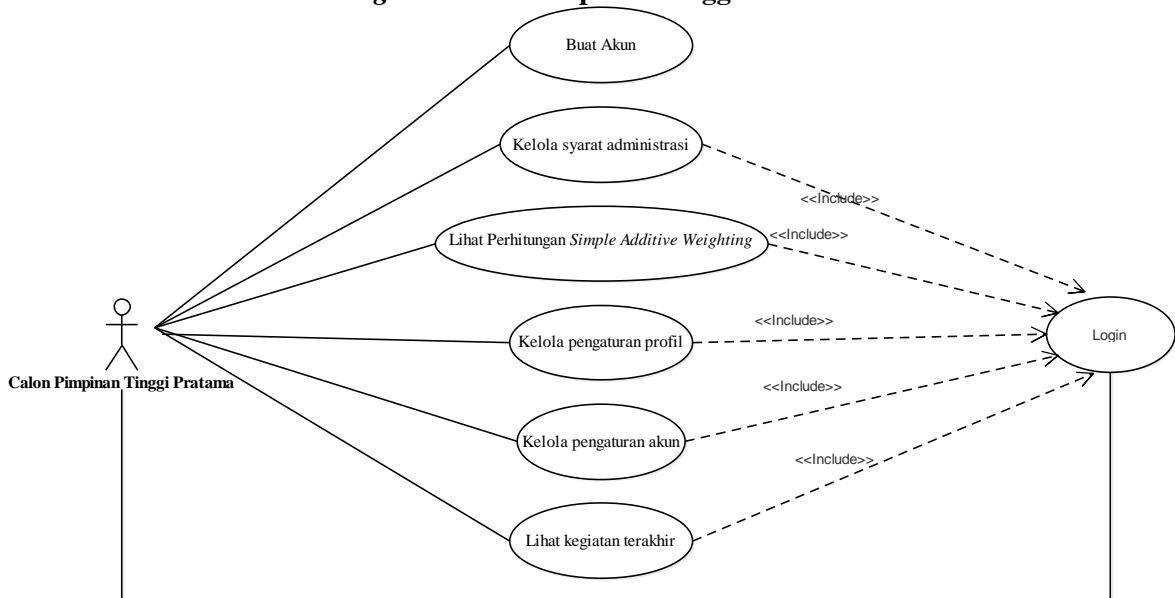 Buat Akun
Kelola syarat administrasi
<<Include>>
Lihat Perhitungan Simple Additive Weighting
<<Include>>
Kelola pengaturan profil
<<Include>>
Login
Calon Pimpinan Tinggi Pratama
Kelola pengaturan akun
<<Include>>
Lihat kegiatan terakhir
<<Include>>